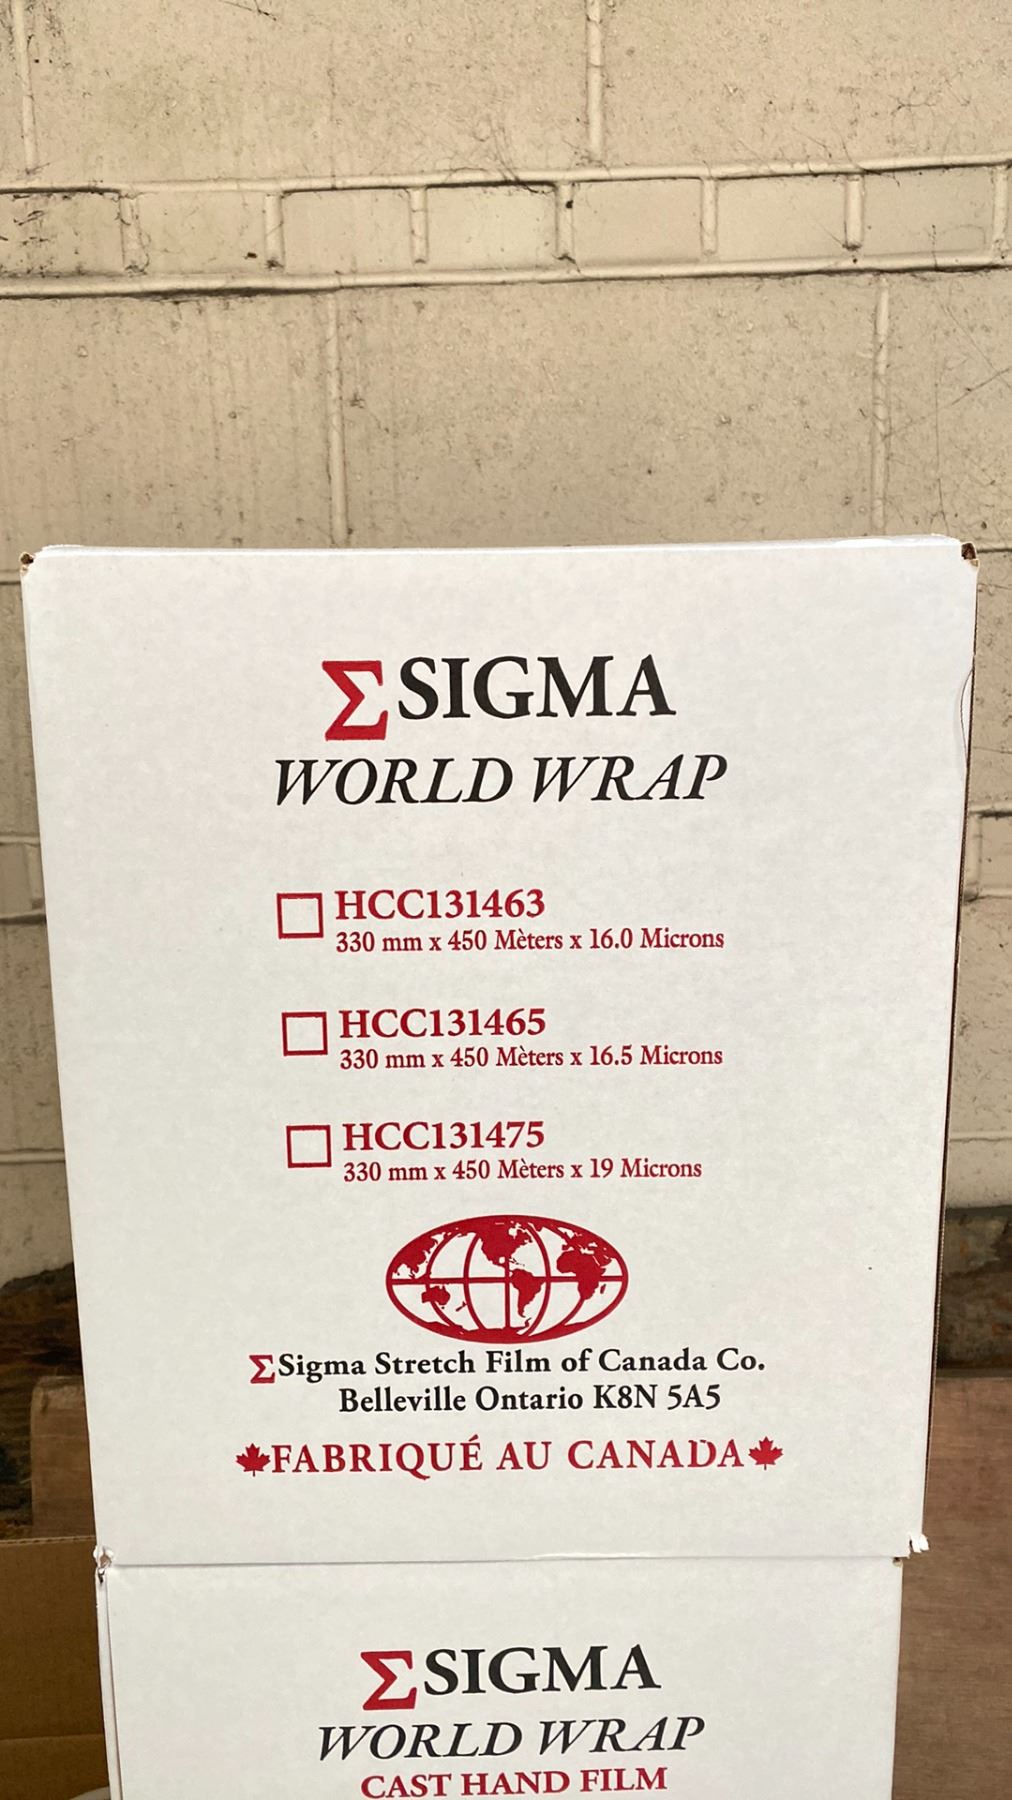 ΣSIGMA
WORLD WRAP
HCC131463
330 mm x 450 Mèters x 16.0 Microns
HCC131465
330 mm x 450 Mèters x 16.5 Microns
HCC131475
330 mm x 450 Mèters x 19 Microns
ΣSigma Stretch Film of Canada Co.
Belleville Ontario K8N 5A5
FABRIQUÉ AU CANADA
ΣSIGMA
WORLD WRAP
CAST HAND FILM